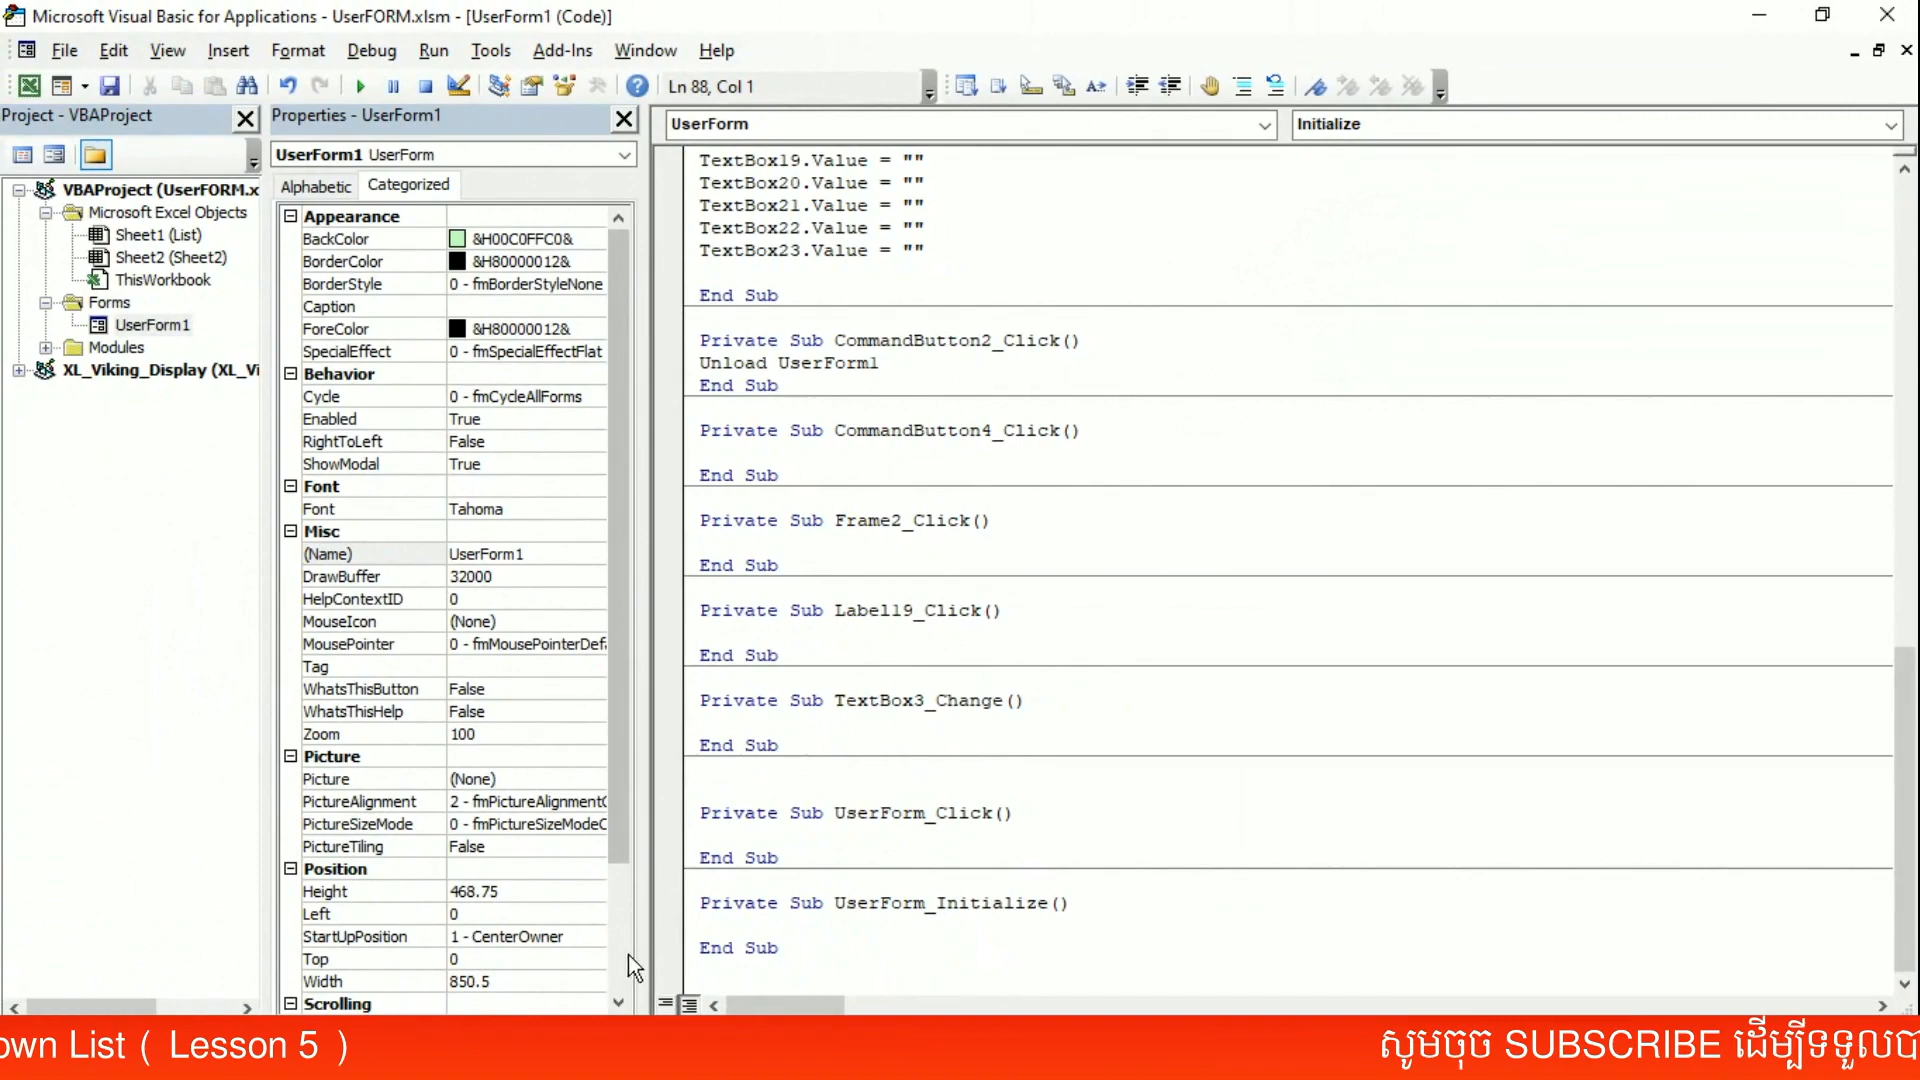 Microsoft Visual Basic for Applications - UserFORM.xlsm - [UserForm1 (Code)]
File Edit View Insert Format Debug Run Tools Add-Ins Window Help
Ln 88, Col 1
Project - VBAProject
VBAProject (UserFORM.x
Microsoft Excel Objects
Sheet1 (List)
Sheet2 (Sheet2)
ThisWorkbook
Forms
UserForm1
Modules
XL_Viking_Display (XL_Vi
Properties - UserForm1
UserForm1 UserForm
Alphabetic Categorized
Appearance
BackColor &H00C0FFC0&
BorderColor &H80000012&
BorderStyle 0 - fmBorderStyleNone
Caption
ForeColor &H80000012&
SpecialEffect 0 - fmSpecialEffectFlat
Behavior
Cycle 0 - fmCycleAllForms
Enabled True
RightToLeft False
ShowModal True
Font
Font Tahoma
Misc
(Name) UserForm1
DrawBuffer 32000
HelpContextID 0
MouseIcon (None)
MousePointer 0 - fmMousePointerDef
Tag
WhatsThisButton False
WhatsThisHelp False
Zoom 100
Picture
Picture (None)
PictureAlignment 2 - fmPictureAlignment
PictureSizeMode 0 - fmPictureSizeMode
PictureTiling False
Position
Height 468.75
Left 0
StartUpPosition 1 - CenterOwner
Top 0
Width 850.5
Scrolling
UserForm Initialize
TextBox19.Value = ""
TextBox20.Value = ""
TextBox21.Value = ""
TextBox22.Value = ""
TextBox23.Value = ""
End Sub
Private Sub CommandButton2_Click()
Unload UserForm1
End Sub
Private Sub CommandButton4_Click()
End Sub
Private Sub Frame2_Click()
End Sub
Private Sub Label19_Click()
End Sub
Private Sub TextBox3_Change()
End Sub
Private Sub UserForm_Click()
End Sub
Private Sub UserForm_Initialize()
End Sub
own List ( Lesson 5 ) សូមចុច SUBSCRIBE ដើម្បីទទួលបា